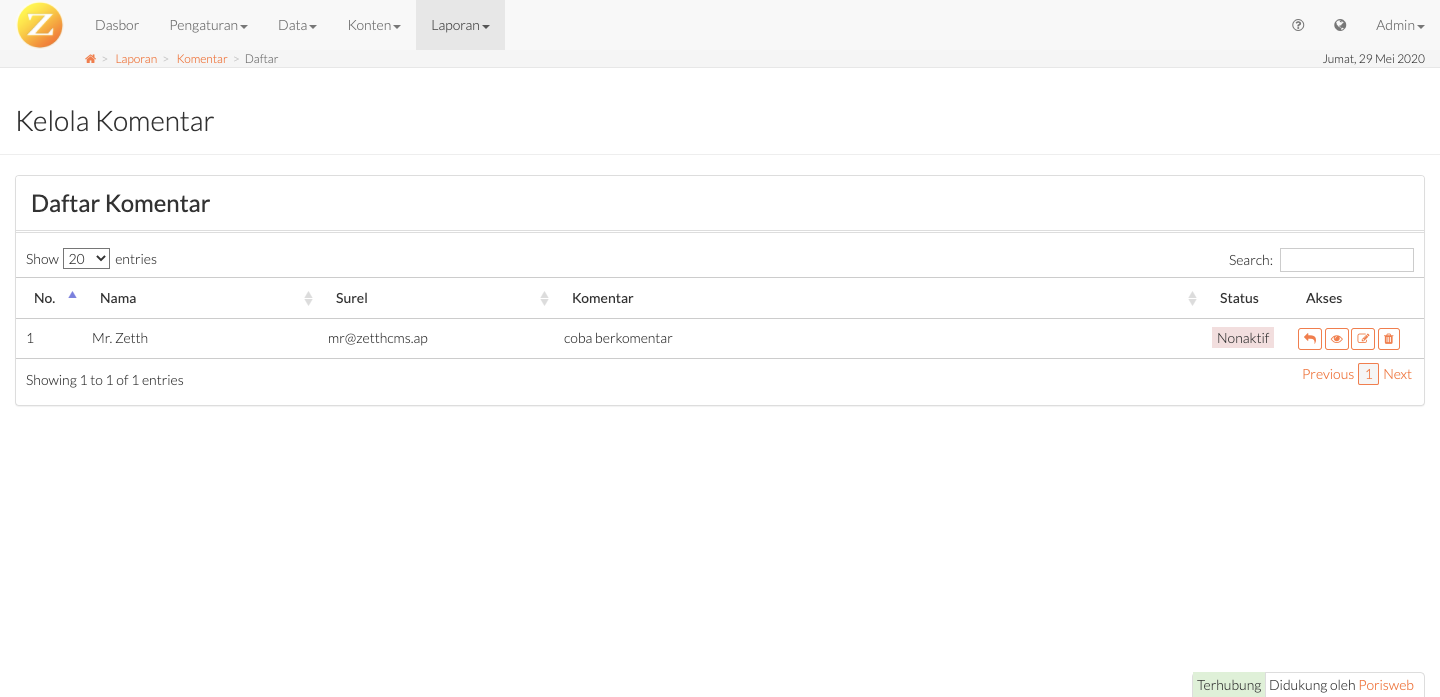 Z Dasbor Pengaturan Data Konten Laporan Admin
> Laporan > Komentar > Daftar Jumat, 29 Mei 2020
Kelola Komentar
Daftar Komentar
Show 20 entries Search:
No. Nama Surel Komentar Status Akses
1 Mr. Zetth mr@zetthcms.ap coba berkomentar Nonaktif
Showing 1 to 1 of 1 entries Previous 1 Next
Terhubung Didukung oleh Porisweb